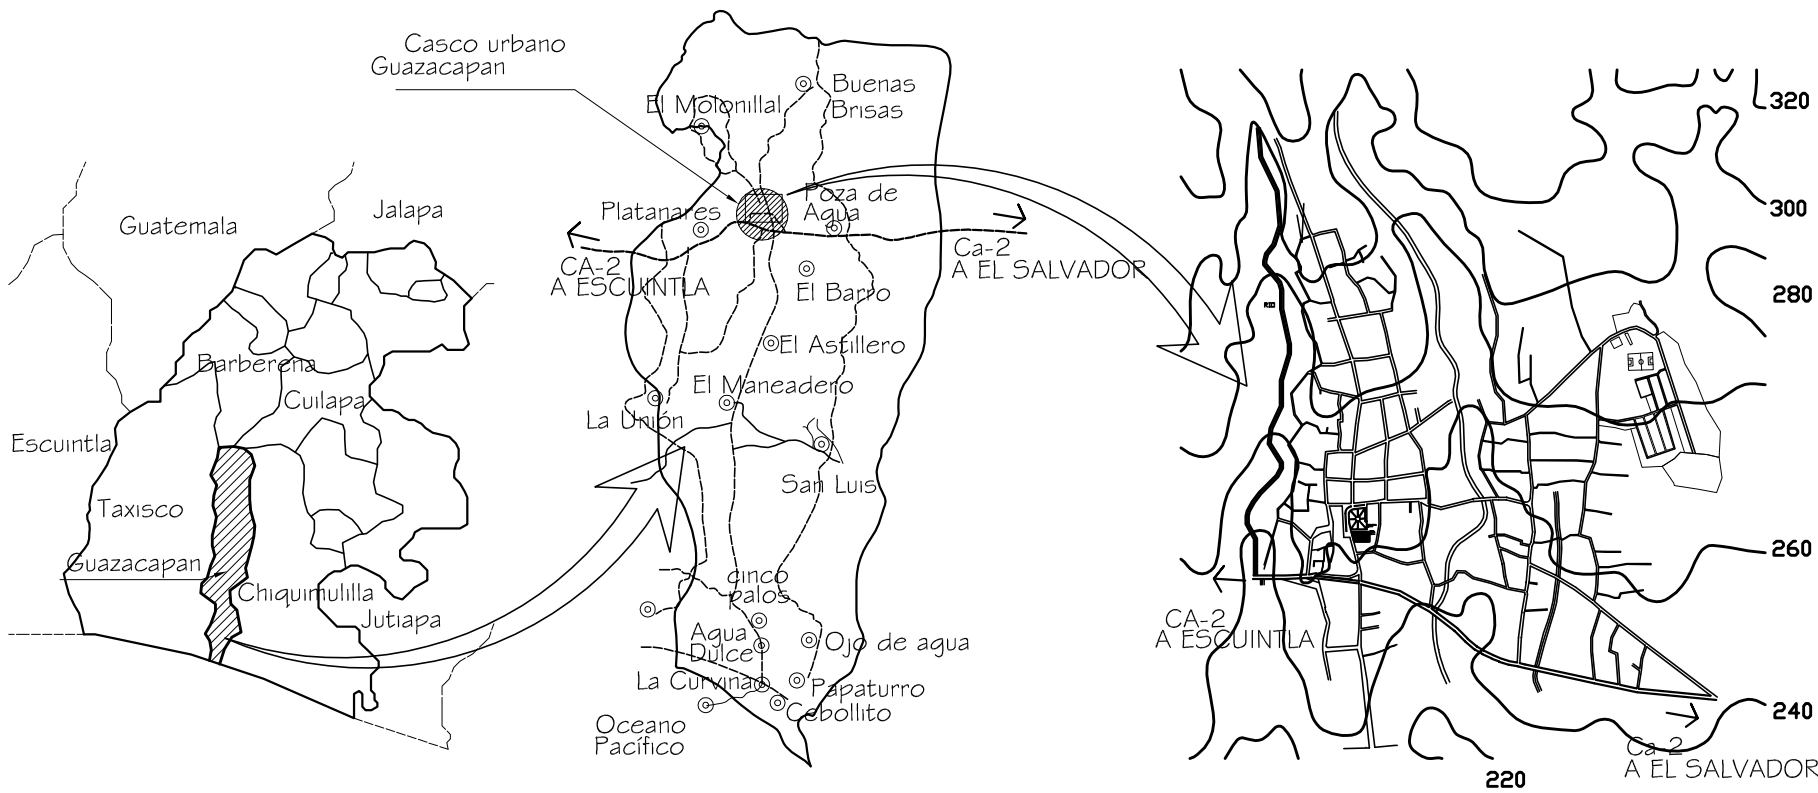 Guatemala
Jalapa
Barberena
Cuilapa
Escuintla
Taxisco
Guazacapan
Chiquimulilla
Jutiapa
Casco urbano
Guazacapan
El Molonillal
Buenas
Brisas
Platanares
Poza de
Agua
CA-2
A ESCUINTLA
Ca-2
A EL SALVADOR
El Barro
El Astillero
El Maneadero
La Unión
San Luis
cinco
palos
Agua
Dulce
Ojo de agua
La Curvina
Papaturro
Cebollito
Oceano
Pacífico
320
300
280
RIO
260
CA-2
A ESCUINTLA
240
Ca-2
A EL SALVADOR
220